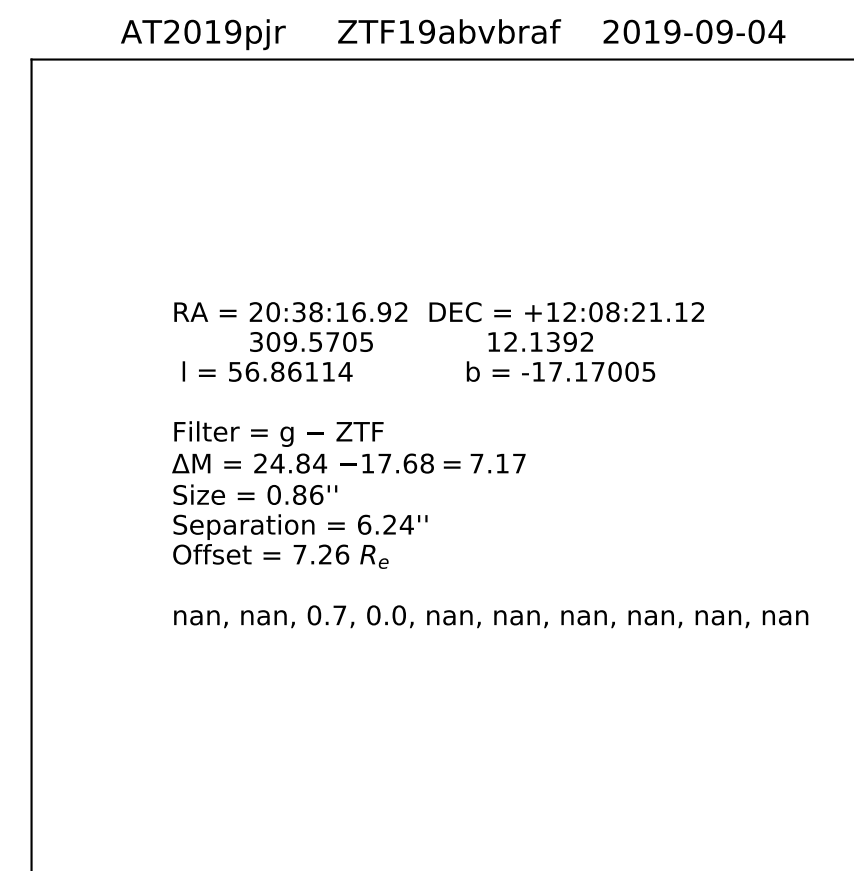 AT2019pjr ZTF19abvbraf 2019-09-04
RA = 20:38:16.92 DEC = +12:08:21.12
309.5705 12.1392
l = 56.86114 b = -17.17005
Filter = g − ZTF
ΔM = 24.84 −17.68 = 7.17
Size = 0.86''
Separation = 6.24''
Offset = 7.26 Re
nan, nan, 0.7, 0.0, nan, nan, nan, nan, nan, nan